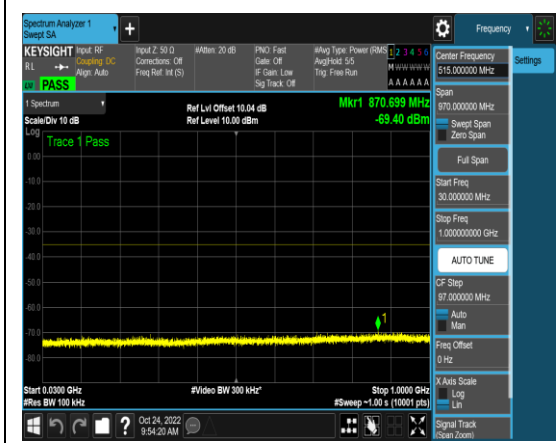 Spectrum Analyzer 1
Swept SA
Frequency
KEYSIGHT
RL
PASS
Input: RF
Coupling: DC
Align: Auto
Input Z: 50 Ω
Corrections: Off
Freq Ref: Int (S)
#Atten: 20 dB
PNO: Fast
Gate: Off
IF Gain: Low
Sig Track: Off
#Avg Type: Power (RMS
Avg|Hold: 5/5
Trig: Free Run
1 2 3 4 5 6
M W W W W W
A A A A A A
Center Frequency
515.000000 MHz
Settings
Span
970.000000 MHz
Swept Span
Zero Span
Full Span
Start Freq
30.000000 MHz
Stop Freq
1.000000000 GHz
AUTO TUNE
CF Step
97.000000 MHz
Auto
Man
Freq Offset
0 Hz
X Axis Scale
Log
Lin
Signal Track
(Span Zoom)
1 Spectrum
Scale/Div 10 dB
Ref Lvl Offset 10.04 dB
Ref Level 10.00 dBm
Mkr1 870.699 MHz
-69.40 dBm
Log
Trace 1 Pass
0.00
-10.0
-20.0
-30.0
-40.0
-50.0
-60.0
-70.0
-80.0
1
Start 0.0300 GHz
#Res BW 100 kHz
#Video BW 300 kHz*
Stop 1.0000 GHz
#Sweep ~1.00 s (10001 pts)
Oct 24, 2022
9:54:20 AM